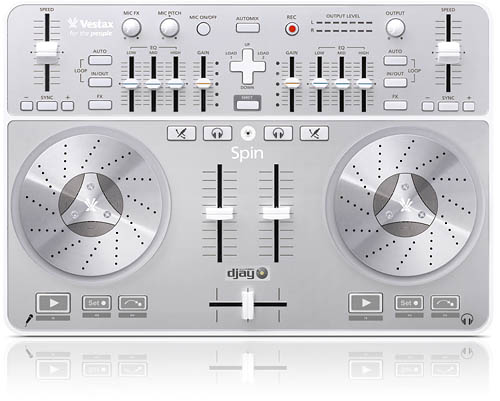 SPEED
Vestax
for the people
MIC FX
MIC PITCH
MIC ON/OFF
AUTOMIX
REC
OUTPUT LEVEL
L
R
OUTPUT
SPEED
AUTO
LOOP
IN/OUT
FX
LOW
EQ
MID
HIGH
GAIN
UP
LOAD 1
LOAD 2
DOWN
SHIFT
GAIN
LOW
EQ
MID
HIGH
AUTO
LOOP
IN/OUT
FX
− SYNC +
− SYNC +
Spin
djay
Set
Set